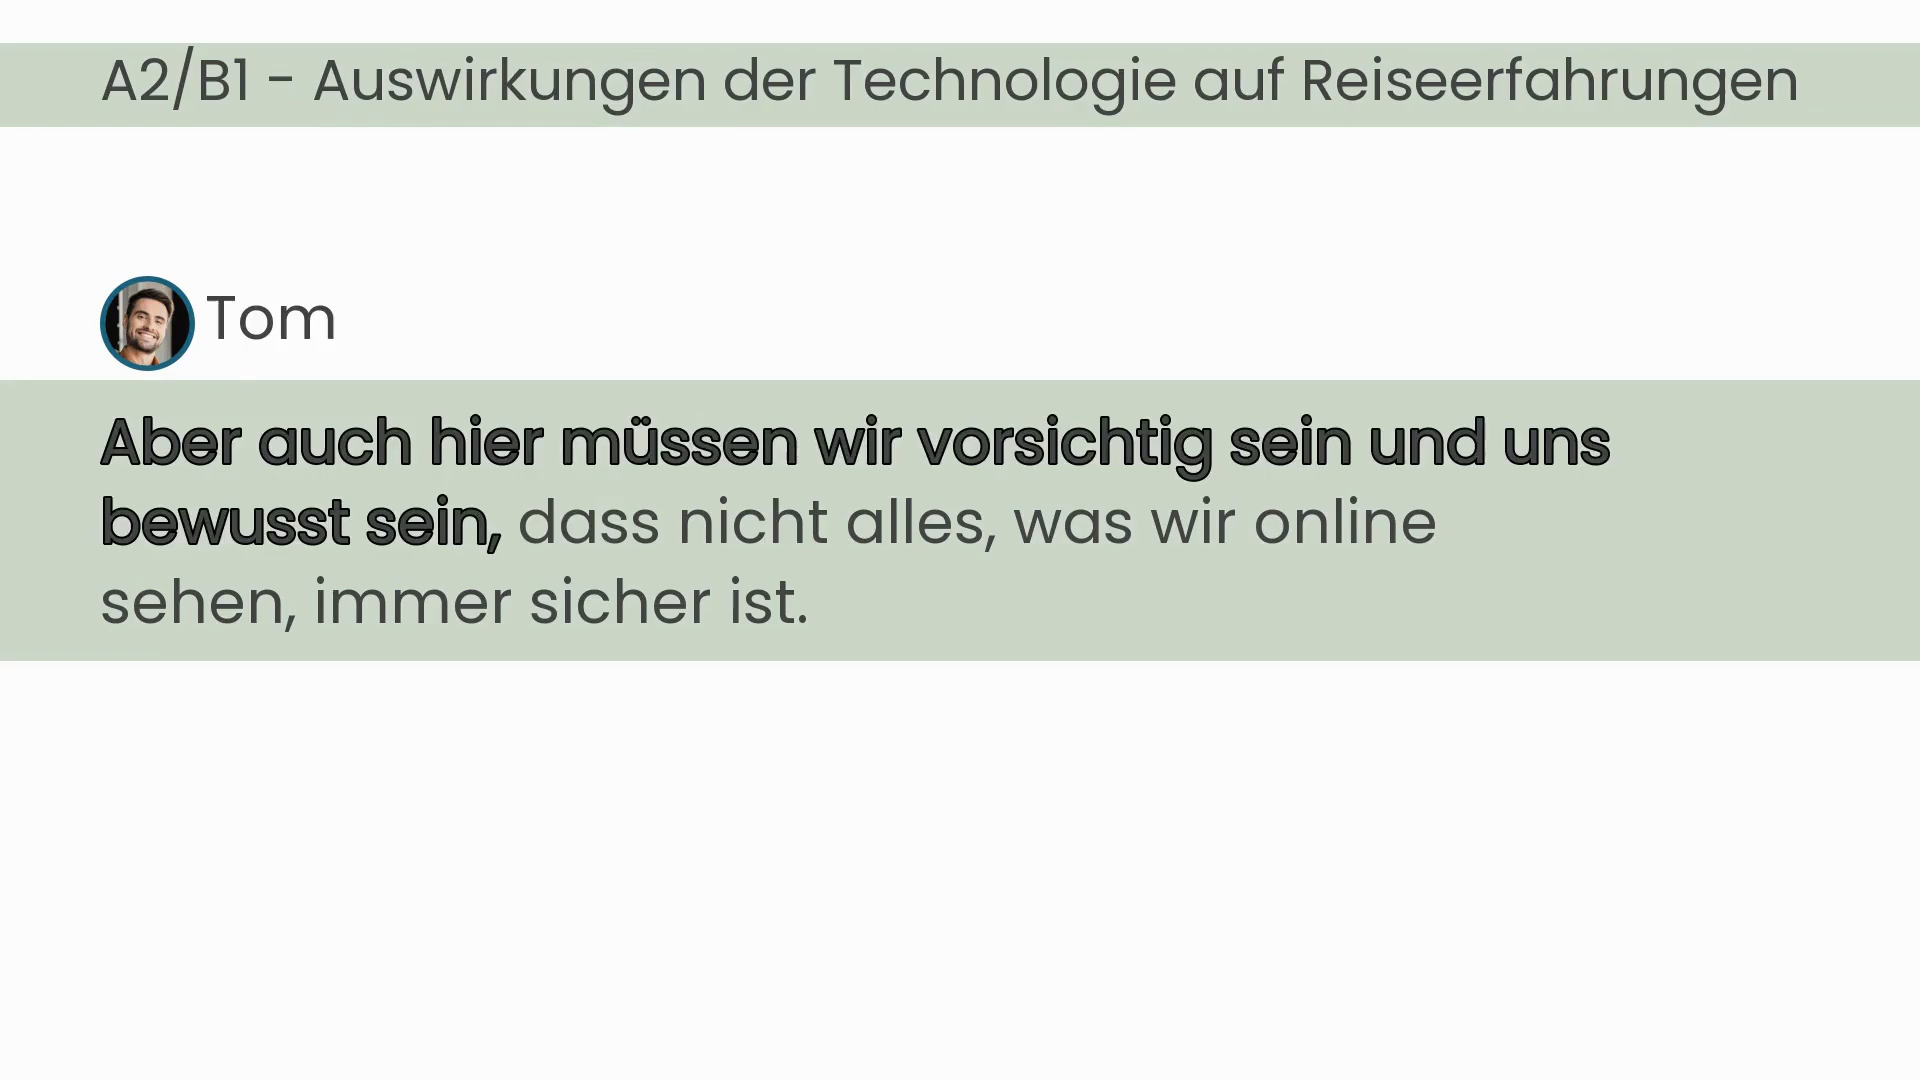 A2/B1 - Auswirkungen der Technologie auf Reiseerfahrungen
Tom
Aber auch hier müssen wir vorsichtig sein und uns
bewusst sein, dass nicht alles, was wir online
sehen, immer sicher ist.